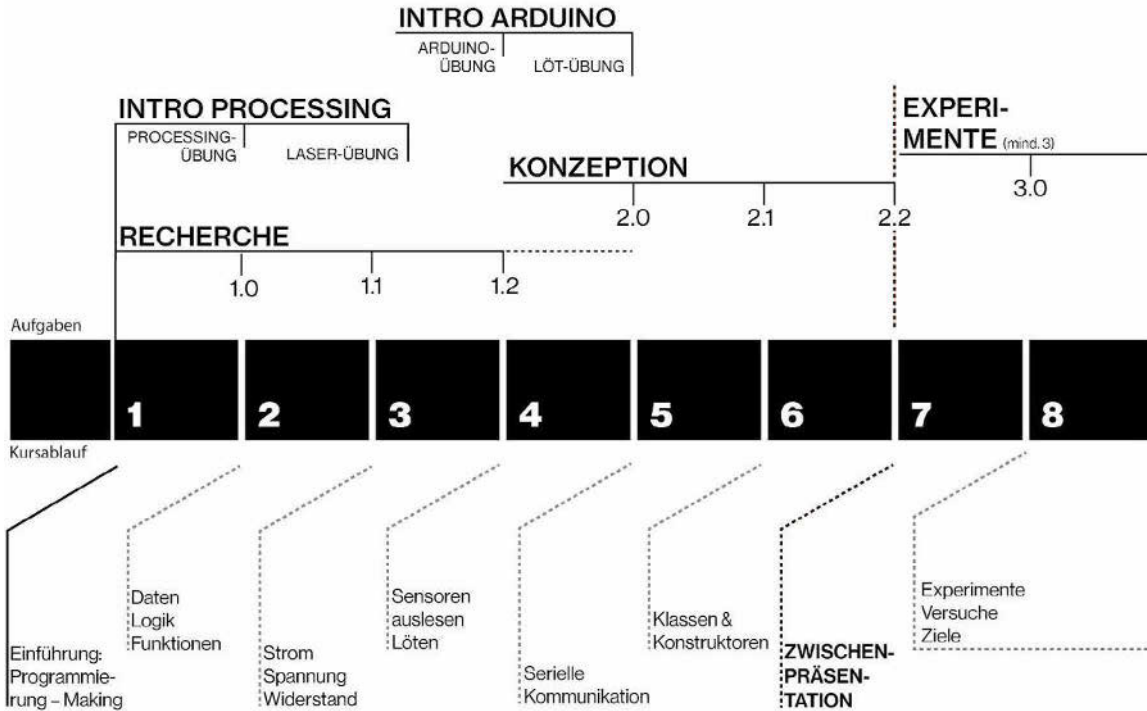 INTRO ARDUINO
ARDUINO-
ÜBUNG
LÖT-ÜBUNG
INTRO PROCESSING
PROCESSING-
ÜBUNG
LASER-ÜBUNG
EXPERI-
MENTE (mind. 3)
3.0
KONZEPTION
2.0
2.1
2.2
RECHERCHE
1.0
1.1
1.2
Aufgaben
1
2
3
4
5
6
7
8
Kursablauf
Einführung:
Programmie-
rung – Making
Daten
Logik
Funktionen
Strom
Spannung
Widerstand
Sensoren
auslesen
Löten
Serielle
Kommunikation
Klassen &
Konstruktoren
ZWISCHEN-
PRÄSEN-
TATION
Experimente
Versuche
Ziele